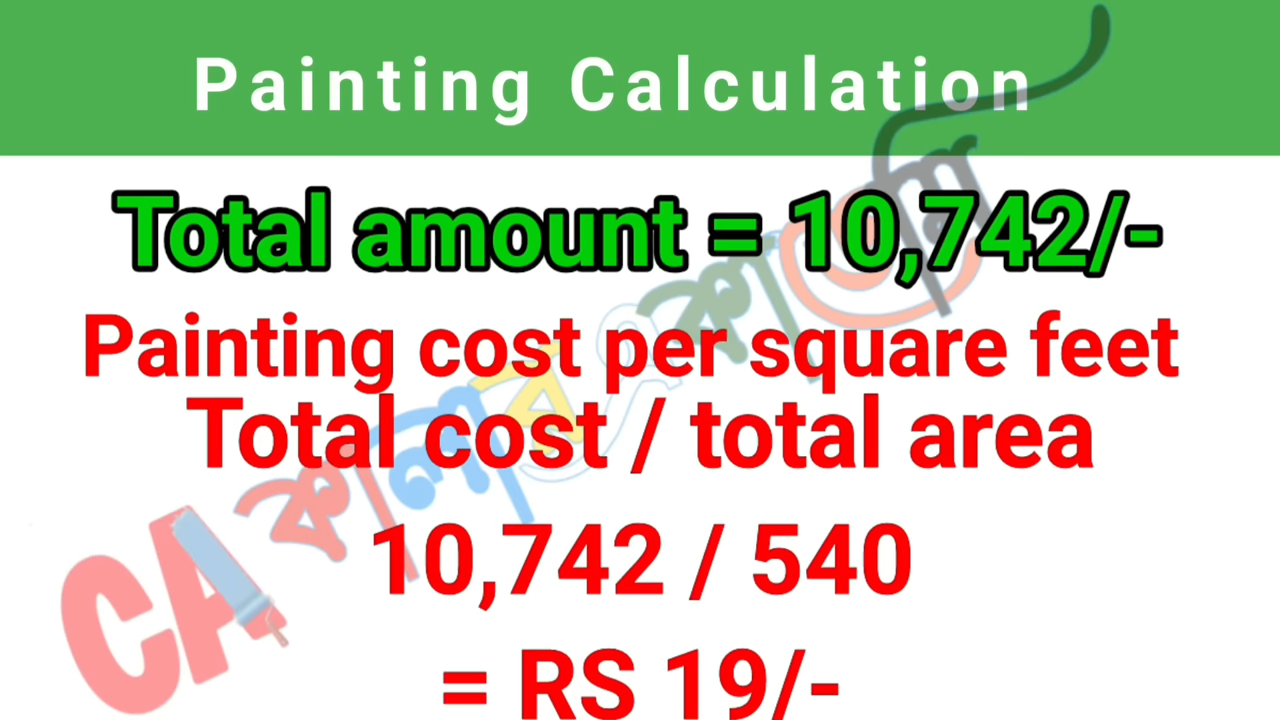 Painting Calculation
Total amount = 10,742/-
Painting cost per square feet
Total cost / total area
10,742 / 540
= RS 19/-
CA